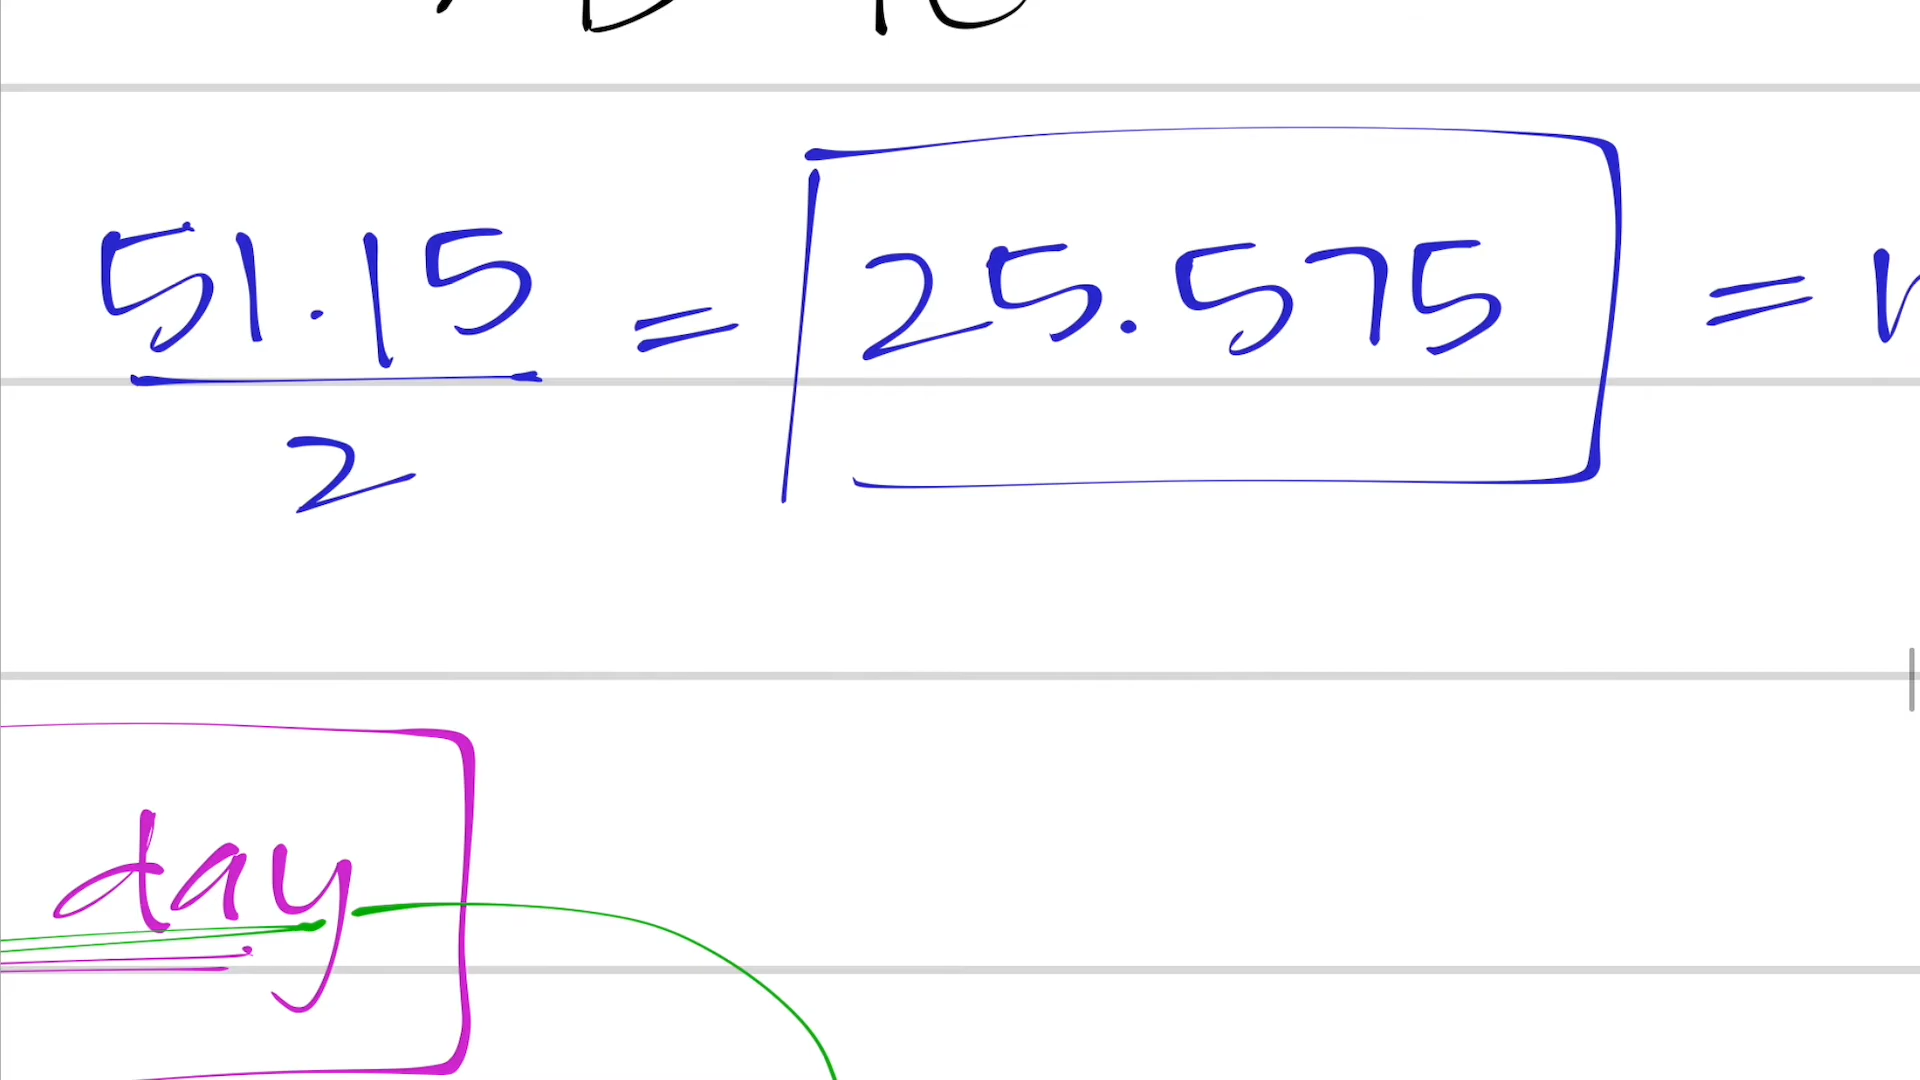 51.15/2 = 25.575 =
day